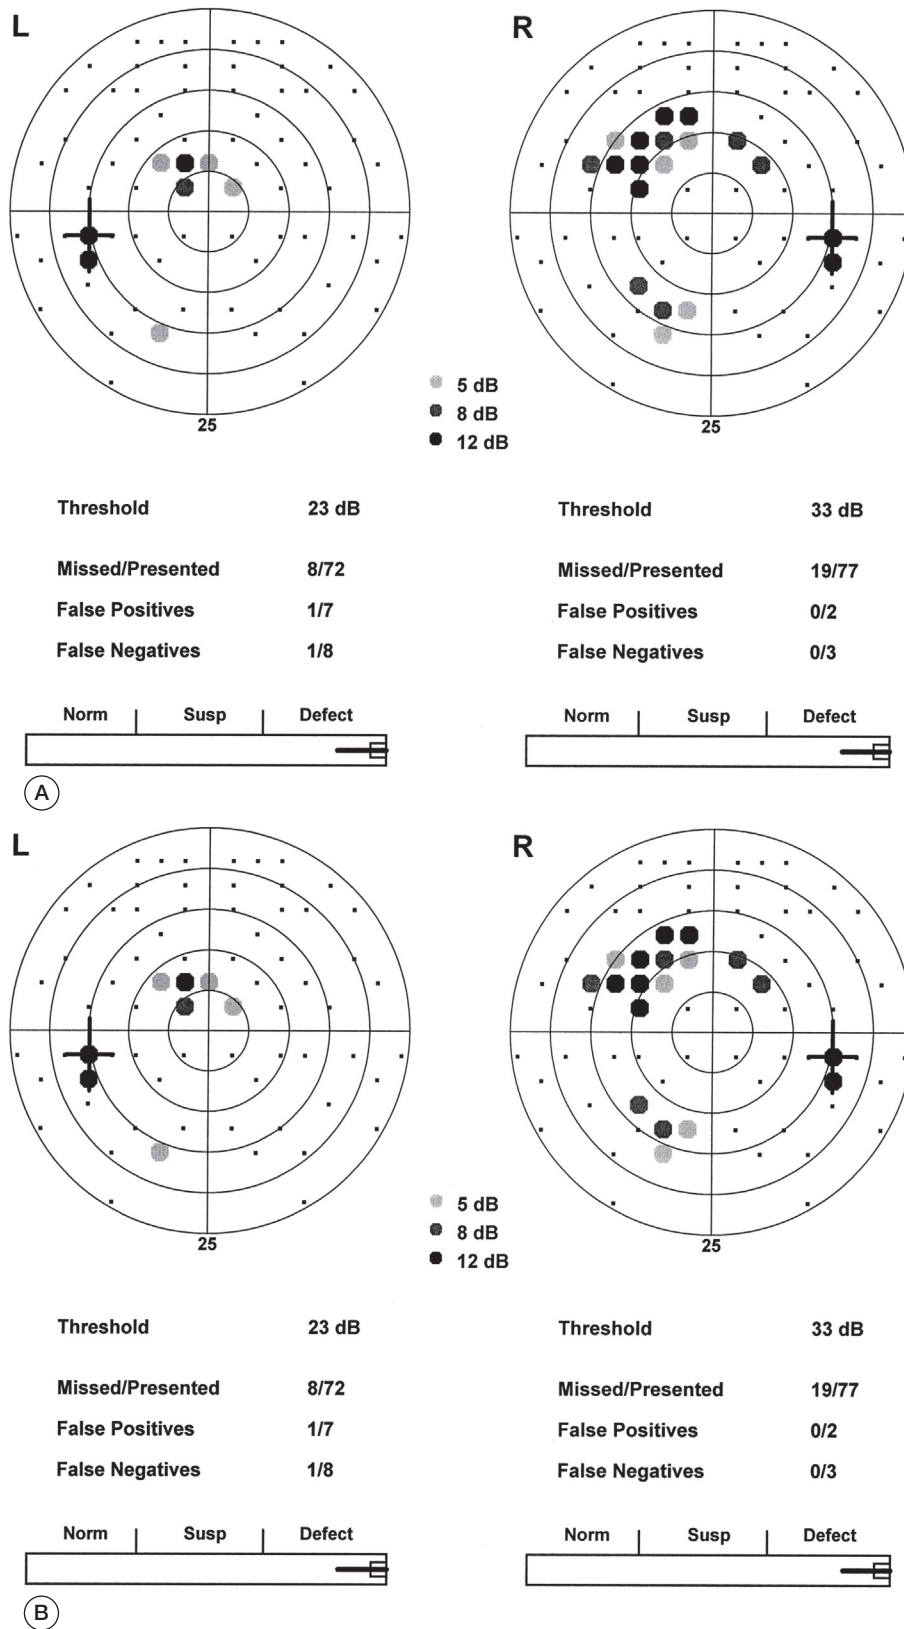 L R
5 dB
8 dB
25 25
12 dB
Threshold 23 dB Threshold 33 dB
Missed/Presented 8/72 Missed/Presented 19/77
False Positives 1/7 False Positives 0/2
False Negatives 1/8 False Negatives 0/3
Norm Susp Defect Norm Susp Defect
A
L R
5 dB
8 dB
25 25
12 dB
Threshold 23 dB Threshold 33 dB
Missed/Presented 8/72 Missed/Presented 19/77
False Positives 1/7 False Positives 0/2
False Negatives 1/8 False Negatives 0/3
Norm Susp Defect Norm Susp Defect
B